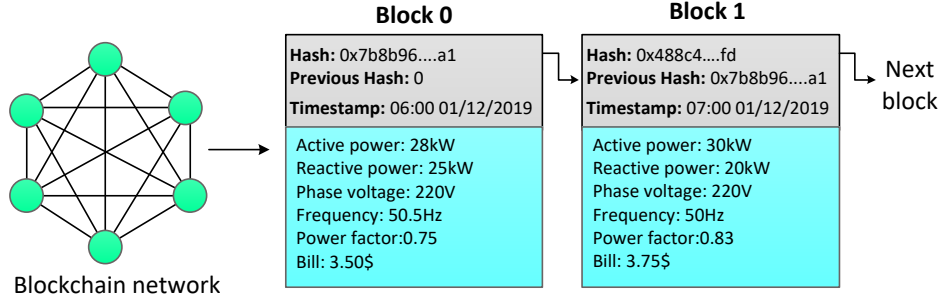 Block 0
Hash: 0x7b8b96....a1
Previous Hash: 0
Timestamp: 06:00 01/12/2019
Active power: 28kW
Reactive power: 25kW
Phase voltage: 220V
Frequency: 50.5Hz
Power factor:0.75
Bill: 3.50$
Block 1
Hash: 0x488c4....fd
Previous Hash: 0x7b8b96....a1
Timestamp: 07:00 01/12/2019
Active power: 30kW
Reactive power: 20kW
Phase voltage: 220V
Frequency: 50Hz
Power factor:0.83
Bill: 3.75$
Next
block
Blockchain network